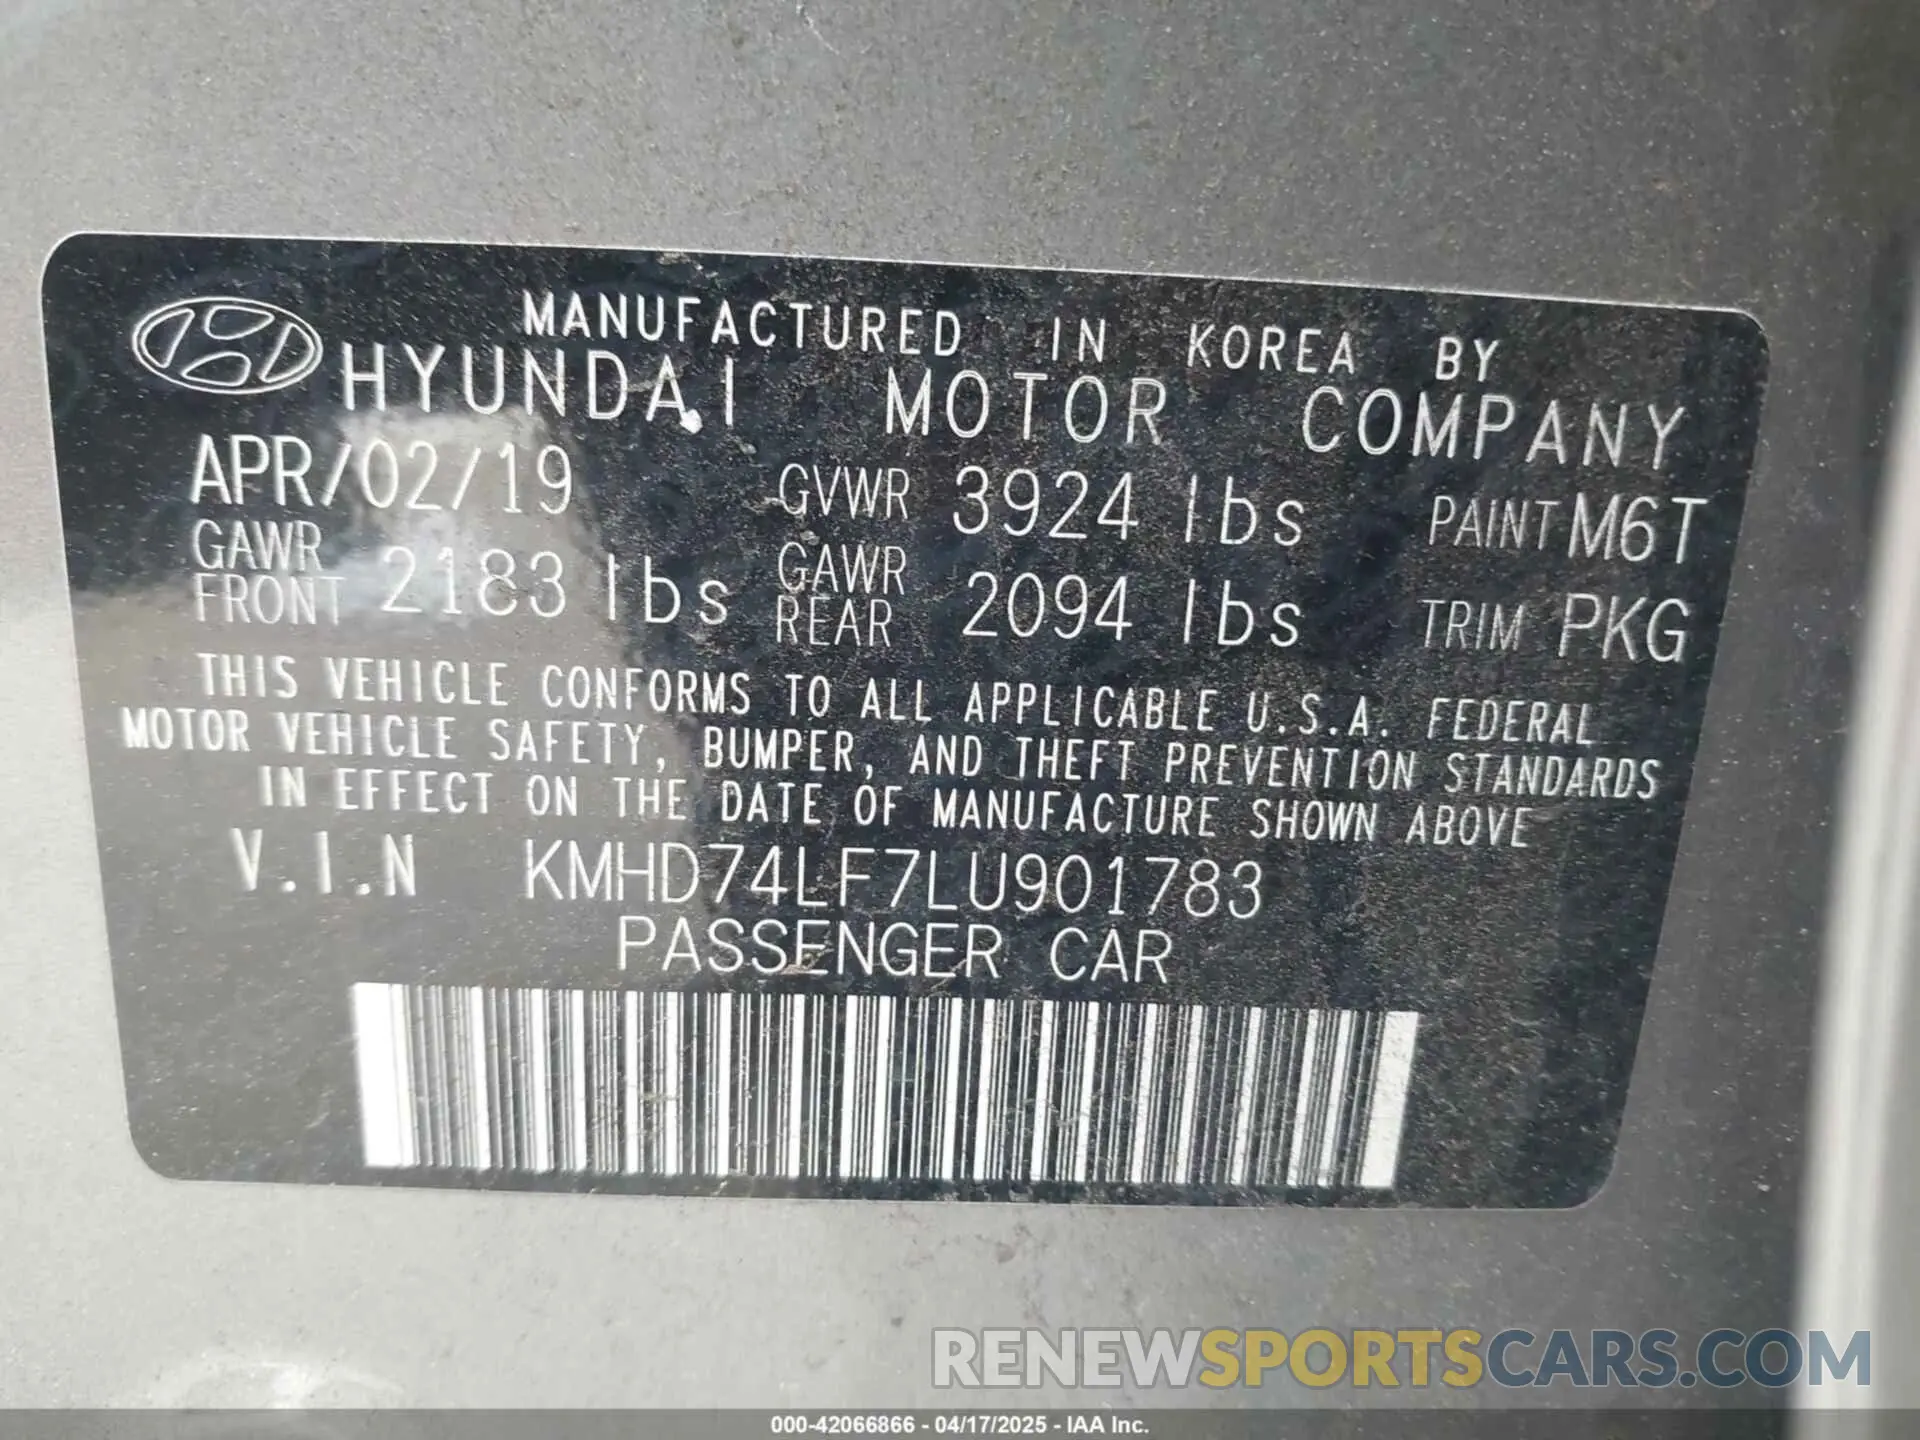 MANUFACTURED IN KOREA BY
HYUNDAI MOTOR COMPANY
APR/02/19 GVWR 3924 lbs PAINT M6T
GAWR FRONT 2183 lbs GAWR REAR 2094 lbs TRIM PKG
THIS VEHICLE CONFORMS TO ALL APPLICABLE U.S.A. FEDERAL
MOTOR VEHICLE SAFETY, BUMPER, AND THEFT PREVENTION STANDARDS
IN EFFECT ON THE DATE OF MANUFACTURE SHOWN ABOVE
V.I.N KMHD74LF7LU901783
PASSENGER CAR
RENEWSPORTSCARS.COM
000-42066866 - 04/17/2025 - IAA Inc.